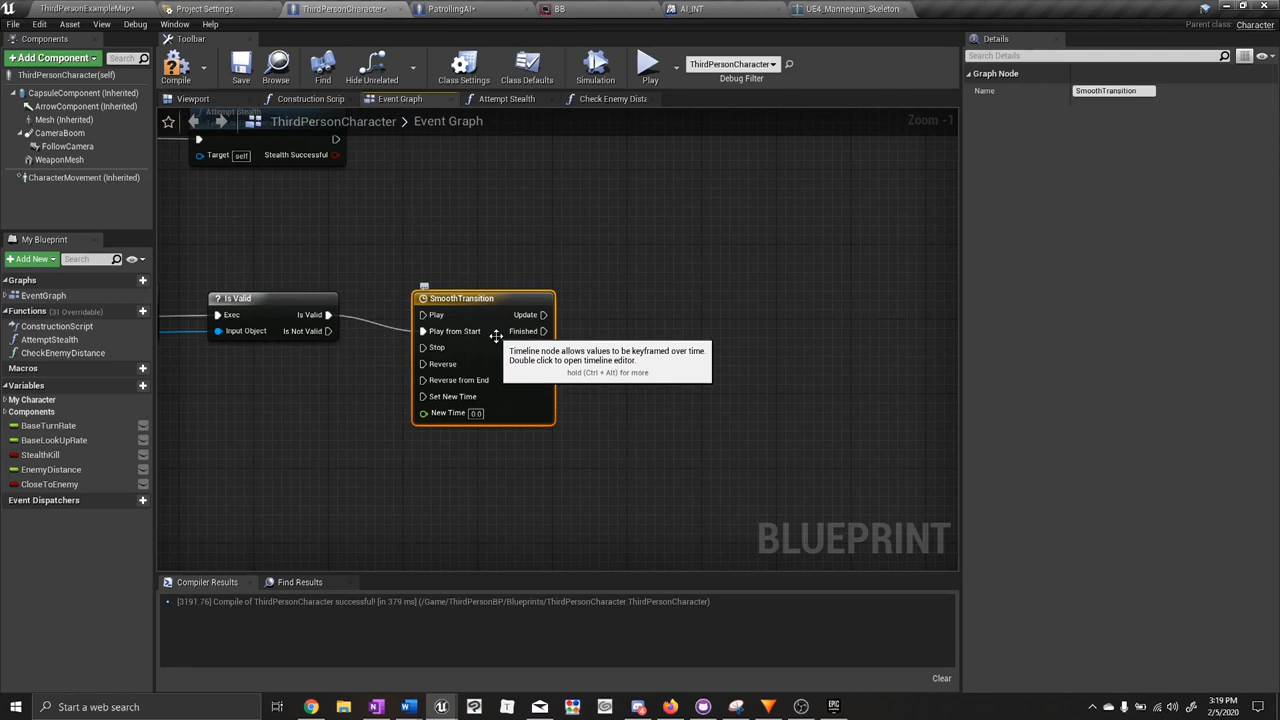 ThirdPersonExampleMap•
Project Settings
ThirdPersonCharacter•
PatrollingAI•
BB
AI_INT
UE4_Mannequin_Skeleton
File Edit Asset View Debug Window Help
Parent class: Character
Components
Toolbar
Details
+ Add Component
Search
Search Details
ThirdPersonCharacter(self)
Compile Save Browse Find Hide Unrelated Class Settings Class Defaults Simulation Play
ThirdPersonCharacter
Debug Filter
Graph Node
Name SmoothTransition
CapsuleComponent (Inherited)
ArrowComponent (Inherited)
Mesh (Inherited)
CameraBoom
FollowCamera
WeaponMesh
CharacterMovement (Inherited)
Viewport Construction Scrip Event Graph Attempt Stealth Check Enemy Dista
Attempt Stealth
ThirdPersonCharacter > Event Graph
Zoom -1
Target self Stealth Successful
My Blueprint
+ Add New
Search
Graphs
EventGraph
Functions (31 Overridable)
ConstructionScript
AttemptStealth
CheckEnemyDistance
Macros
Variables
My Character
Components
BaseTurnRate
BaseLookUpRate
StealthKill
EnemyDistance
CloseToEnemy
Event Dispatchers
? Is Valid
Exec Is Valid
Input Object Is Not Valid
SmoothTransition
Play Update
Play from Start Finished
Stop
Reverse
Reverse from End
Set New Time
New Time 0.0
Timeline node allows values to be keyframed over time.
Double click to open timeline editor.
hold (Ctrl + Alt) for more
BLUEPRINT
Compiler Results
Find Results
[3191.76] Compile of ThirdPersonCharacter successful! [in 379 ms] (/Game/ThirdPersonBP/Blueprints/ThirdPersonCharacter.ThirdPersonCharacter)
Clear
Start a web search
3:19 PM
2/5/2020